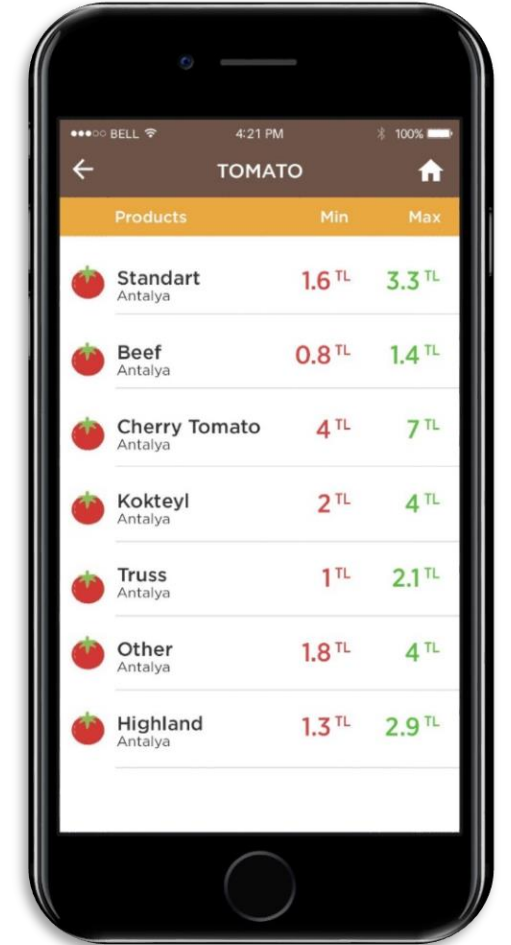 BELL 4:21 PM 100%
TOMATO
Products Min Max
Standart 1.6 TL 3.3 TL
Antalya
Beef 0.8 TL 1.4 TL
Antalya
Cherry Tomato 4 TL 7 TL
Antalya
Kokteyl 2 TL 4 TL
Antalya
Truss 1 TL 2.1 TL
Antalya
Other 1.8 TL 4 TL
Antalya
Highland 1.3 TL 2.9 TL
Antalya